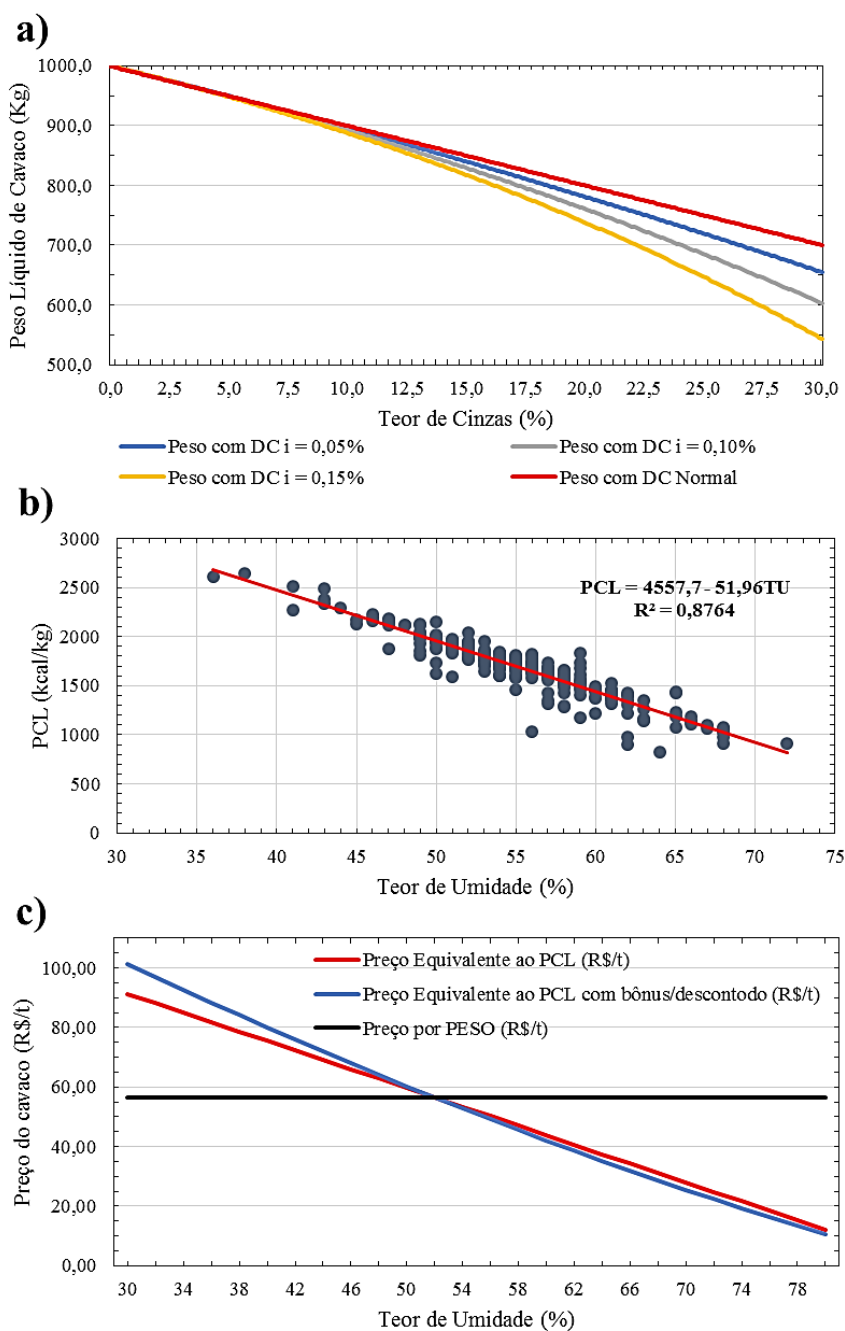 a)
1000,0
900,0
800,0
700,0
600,0
500,0
Peso Líquido de Cavaco (Kg)
0,0 2,5 5,0 7,5 10,0 12,5 15,0 17,5 20,0 22,5 25,0 27,5 30,0
Teor de Cinzas (%)
Peso com DC i = 0,05% Peso com DC i = 0,10%
Peso com DC i = 0,15% Peso com DC Normal
b)
3000
2500
2000
1500
1000
500
0
PCL (kcal/kg)
PCL = 4557,7 - 51,96TU
R² = 0,8764
30 35 40 45 50 55 60 65 70 75
Teor de Umidade (%)
c)
100,00
80,00
60,00
40,00
20,00
0,00
Preço do cavaco (R$/t)
Preço Equivalente ao PCL (R$/t)
Preço Equivalente ao PCL com bônus/descontodo (R$/t)
Preço por PESO (R$/t)
30 34 38 42 46 50 54 58 62 66 70 74 78
Teor de Umidade (%)